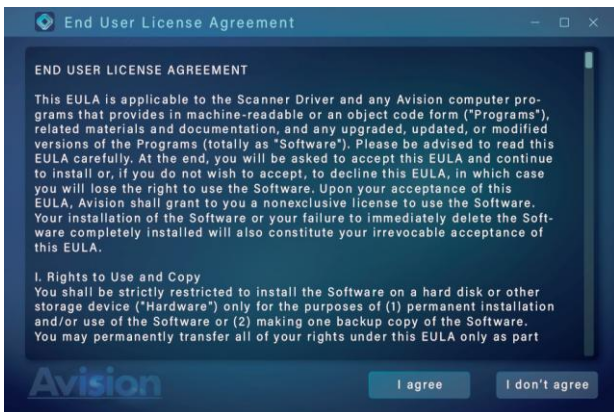 End User License Agreement
END USER LICENSE AGREEMENT
This EULA is applicable to the Scanner Driver and any Avision computer pro-
grams that provides in machine-readable or an object code form ("Programs"),
related materials and documentation, and any upgraded, updated, or modified
versions of the Programs (totally as "Software"). Please be advised to read this
EULA carefully. At the end, you will be asked to accept this EULA and continue
to install or, if you do not wish to accept, to decline this EULA, in which case
you will lose the right to use the Software. Upon your acceptance of this
EULA, Avision shall grant to you a nonexclusive license to use the Software.
Your installation of the Software or your failure to immediately delete the Soft-
ware completely installed will also constitute your irrevocable acceptance of
this EULA.
I. Rights to Use and Copy
You shall be strictly restricted to install the Software on a hard disk or other
storage device ("Hardware") only for the purposes of (1) permanent installation
and/or use of the Software or (2) making one backup copy of the Software.
You may permanently transfer all of your rights under this EULA only as part
Avision
I agree
I don't agree